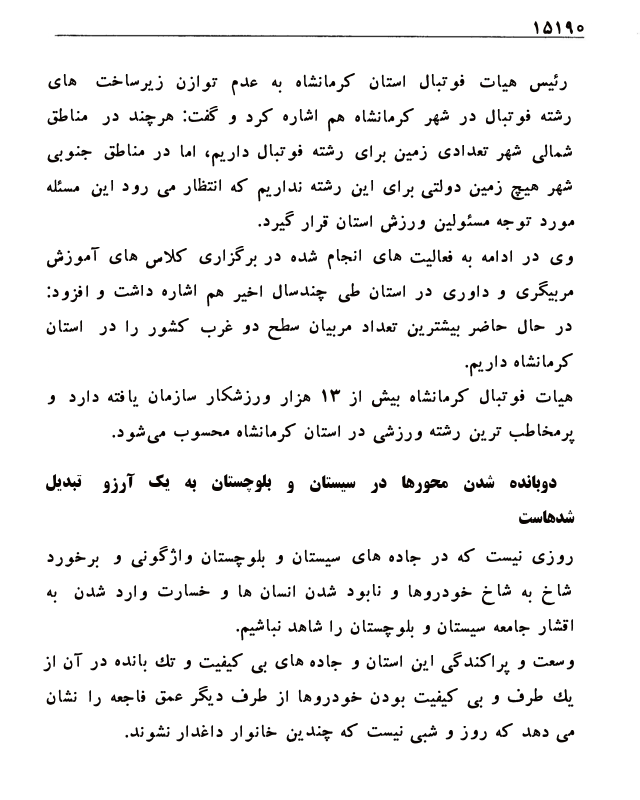 ۱۵۱۹۰
رئیس هیات فوتبال استان کرمانشاه به عدم توازن زیرساخت های
رشته فوتبال در شهر کرمانشاه هم اشاره کرد و گفت: هرچند در مناطق
شمالی شهر تعدادی زمین برای رشته فوتبال داریم، اما در مناطق جنوبی
شهر هیچ زمین دولتی برای این رشته نداریم که انتظار می رود این مسئله
مورد توجه مسئولین ورزش استان قرار گیرد.
وی در ادامه به فعالیت های انجام شده در برگزاری کلاس های آموزش
مربیگری و داوری در استان طی چندسال اخیر هم اشاره داشت و افزود:
در حال حاضر بیشترین تعداد مربیان سطح دو غرب کشور را در استان
کرمانشاه داریم.
هیات فوتبال کرمانشاه بیش از ۱۳ هزار ورزشکار سازمان یافته دارد و
پرمخاطب ترین رشته ورزشی در استان کرمانشاه محسوب می‌شود.
دوبانده شدن محورها در سیستان و بلوچستان به یک آرزو تبدیل
شدهاست
روزی نیست که در جاده های سیستان و بلوچستان واژگونی و برخورد
شاخ به شاخ خودروها و نابود شدن انسان ها و خسارت وارد شدن به
اقشار جامعه سیستان و بلوچستان را شاهد نباشیم.
وسعت و پراکندگی این استان و جاده های بی کیفیت و تك بانده در آن از
یك طرف و بی کیفیت بودن خودروها از طرف دیگر عمق فاجعه را نشان
می دهد که روز و شبی نیست که چندین خانوار داغدار نشوند.